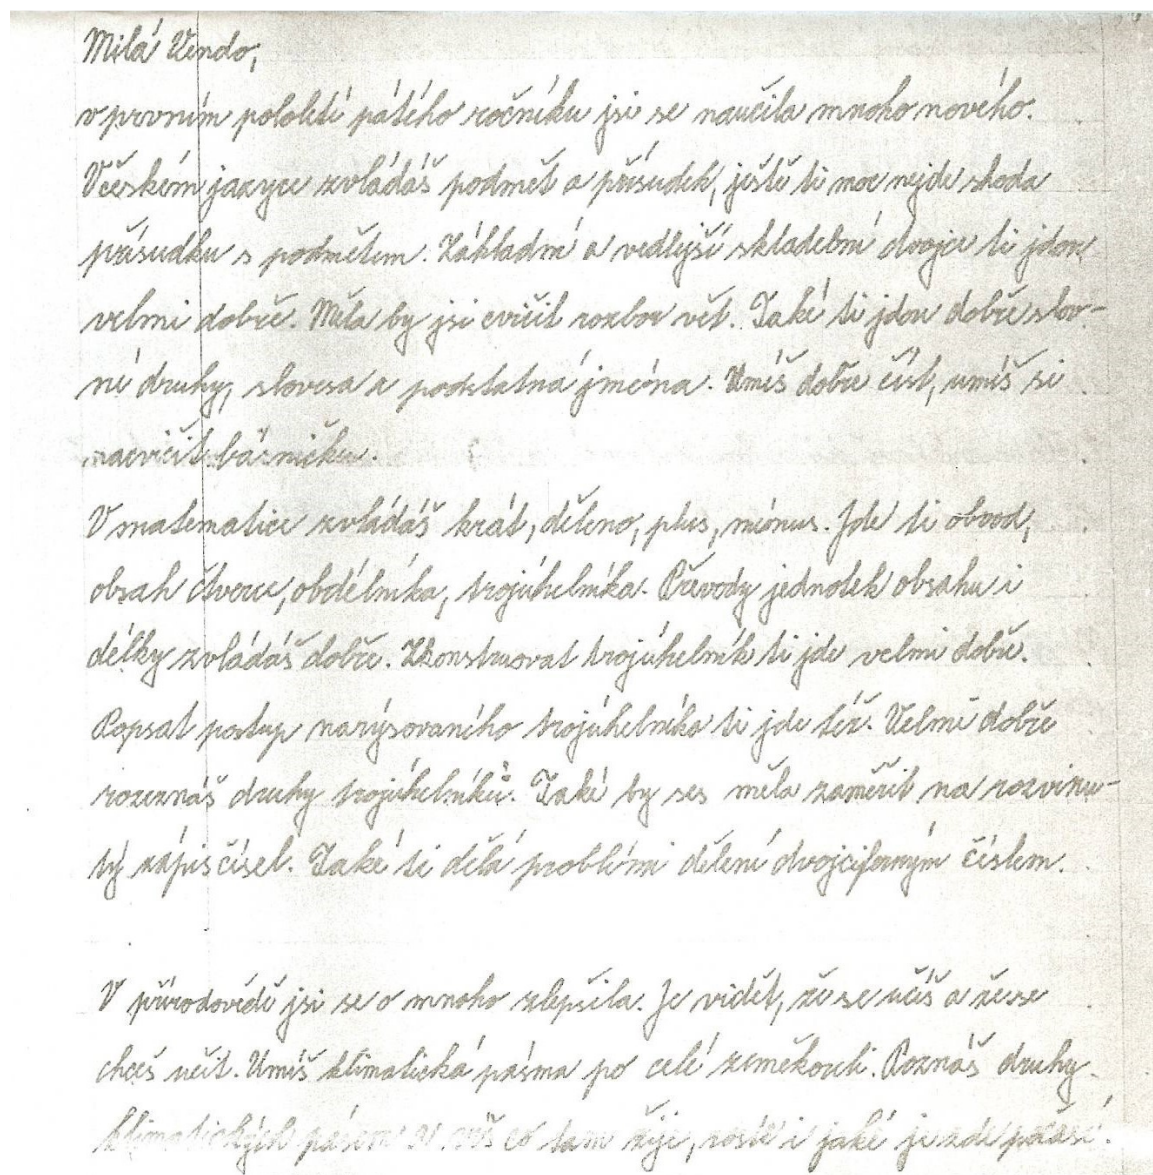 Milá Vendo,
v prvním pololetí pátého ročníku jsi se naučila mnoho nového.
V českém jazyce zvládáš podmět a přísudek, ještě ti moc nejde shoda
přísudku s podmětem. Základní a vedlejší skladební dvojce ti jdou
velmi dobře. Měla by jsi cvičit rozbor vět. Také ti jdou dobře slov-
ní druhy, slovesa a podstatná jména. Umíš dobře číst, umíš si
nacvičit básničku.
V matematice zvládáš krát, děleno, plus, mínus. Jde ti obvod,
obsah čtverce, obdélníka, trojúhelníka. Převody jednotek obsahu i
délky zvládáš dobře. Zkonstruovat trojúhelník ti jde velmi dobře.
Popsat postup narýsovaného trojúhelníka ti jde též. Velmi dobře
rozeznáš druhy trojúhelníků. Také by ses měla zaměřit na rozvinu-
tý zápis čísel. Také ti dělá problémi dělení dvojciferným číslem.
V přírodovědě jsi se o mnoho zlepšila. Je vidět, že se učíš a že se
chceš učit. Umíš klimatická pásma po celé zeměkouli. Poznáš druhy
klimatických pásem a víš co tam žije, roste i jaké je zde počasí.